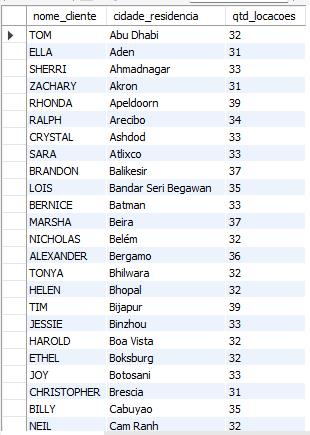 nome_cliente cidade_residencia qtd_locacoes
TOM Abu Dhabi 32
ELLA Aden 31
SHERRI Ahmadnagar 33
ZACHARY Akron 31
RHONDA Apeldoorn 39
RALPH Arecibo 34
CRYSTAL Ashdod 33
SARA Atlixco 33
BRANDON Balikesir 37
LOIS Bandar Seri Begawan 35
BERNICE Batman 33
MARSHA Beira 37
NICHOLAS Belém 32
ALEXANDER Bergamo 36
TONYA Bhilwara 32
HELEN Bhopal 32
TIM Bijapur 39
JESSIE Binzhou 33
HAROLD Boa Vista 32
ETHEL Boksburg 32
JOY Botosani 33
CHRISTOPHER Brescia 31
BILLY Cabuyao 35
NEIL Cam Ranh 32